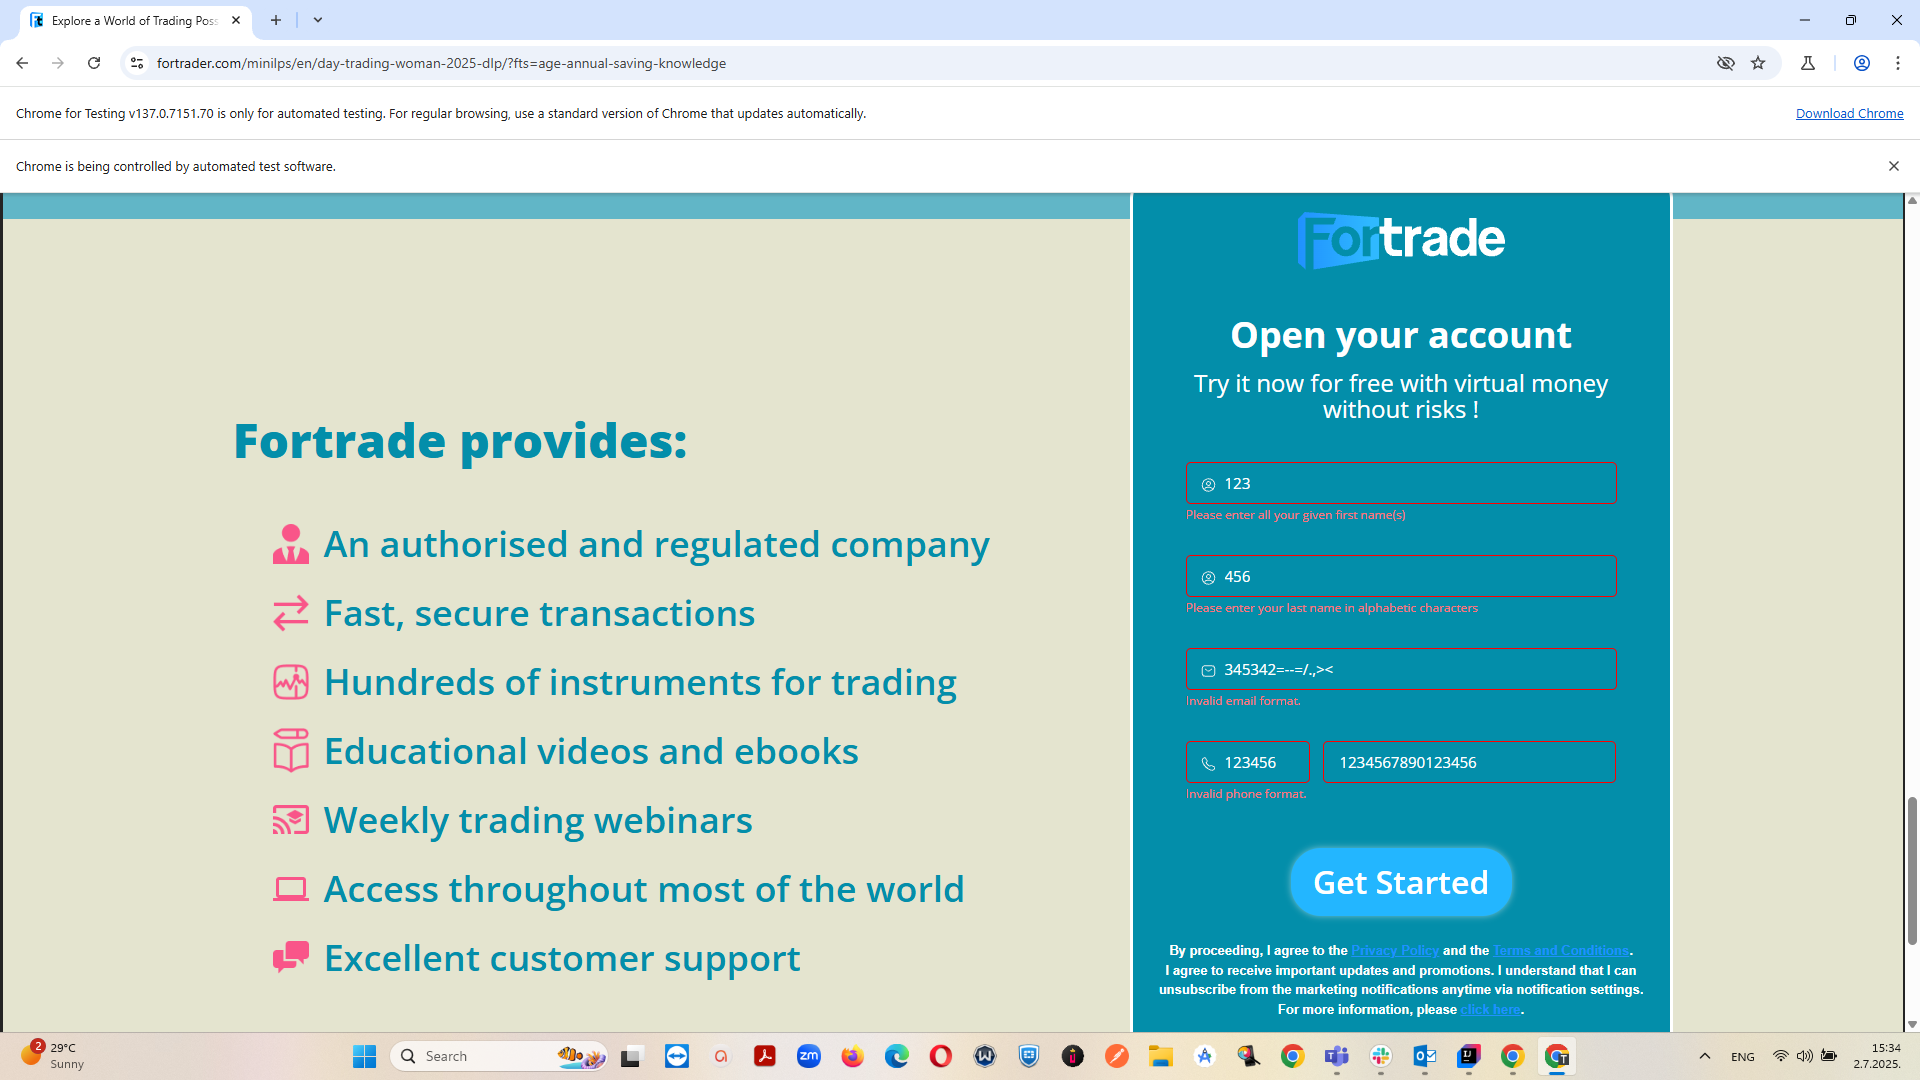 Explore a World of Trading Poss
fortrader.com/minilps/en/day-trading-woman-2025-dlp/?fts=age-annual-saving-knowledge
Chrome for Testing v137.0.7151.70 is only for automated testing. For regular browsing, use a standard version of Chrome that updates automatically.
Download Chrome
Chrome is being controlled by automated test software.
Fortrade
Open your account
Try it now for free with virtual money
without risks !
Fortrade provides:
An authorised and regulated company
Fast, secure transactions
Hundreds of instruments for trading
Educational videos and ebooks
Weekly trading webinars
Access throughout most of the world
Excellent customer support
123
Please enter all your given first name(s)
456
Please enter your last name in alphabetic characters
345342=--=/.,><
Invalid email format.
123456
1234567890123456
Invalid phone format.
Get Started
By proceeding, I agree to the Privacy Policy and the Terms and Conditions.
I agree to receive important updates and promotions. I understand that I can
unsubscribe from the marketing notifications anytime via notification settings.
For more information, please click here.
2
29°C
Sunny
Search
zm
ENG
15:34
2.7.2025.